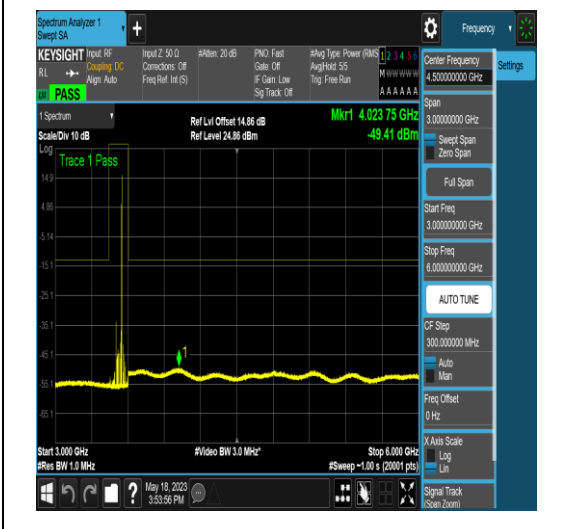 Spectrum Analyzer 1
Swept SA
+
Frequency
KEYSIGHT
RL
PASS
Input: RF
Coupling: DC
Align: Auto
Input Z: 50 Ω
Corrections: Off
Freq Ref: Int (S)
#Atten: 20 dB
PNO: Fast
Gate: Off
IF Gain: Low
Sig Track: Off
#Avg Type: Power (RMS
Avg|Hold: 5/5
Trig: Free Run
1 2 3 4 5 6
M w w w w w
A A A A A A
1 Spectrum
Scale/Div 10 dB
Log
Ref Lvl Offset 14.86 dB
Ref Level 24.86 dBm
Mkr1 4.023 75 GHz
-49.41 dBm
Trace 1 Pass
14.9
4.86
-5.14
-15.1
-25.1
-35.1
-45.1
-55.1
-65.1
1
Start 3.000 GHz
#Res BW 1.0 MHz
#Video BW 3.0 MHz*
Stop 6.000 GHz
#Sweep ~1.00 s (20001 pts)
?
May 18, 2023
3:53:56 PM
Center Frequency
4.500000000 GHz
Span
3.00000000 GHz
Swept Span
Zero Span
Full Span
Start Freq
3.000000000 GHz
Stop Freq
6.000000000 GHz
AUTO TUNE
CF Step
300.000000 MHz
Auto
Man
Freq Offset
0 Hz
X Axis Scale
Log
Lin
Signal Track
(Span Zoom)
Settings